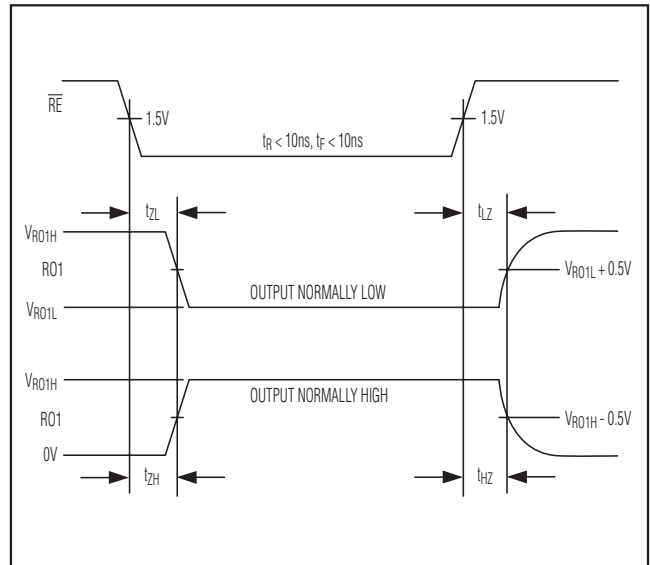 RE
1.5V
1.5V
tR < 10ns, tF < 10ns
tZL
tLZ
VRO1H
RO1
VRO1L + 0.5V
OUTPUT NORMALLY LOW
VRO1L
VRO1H
OUTPUT NORMALLY HIGH
RO1
VRO1H - 0.5V
0V
tZH
tHZ